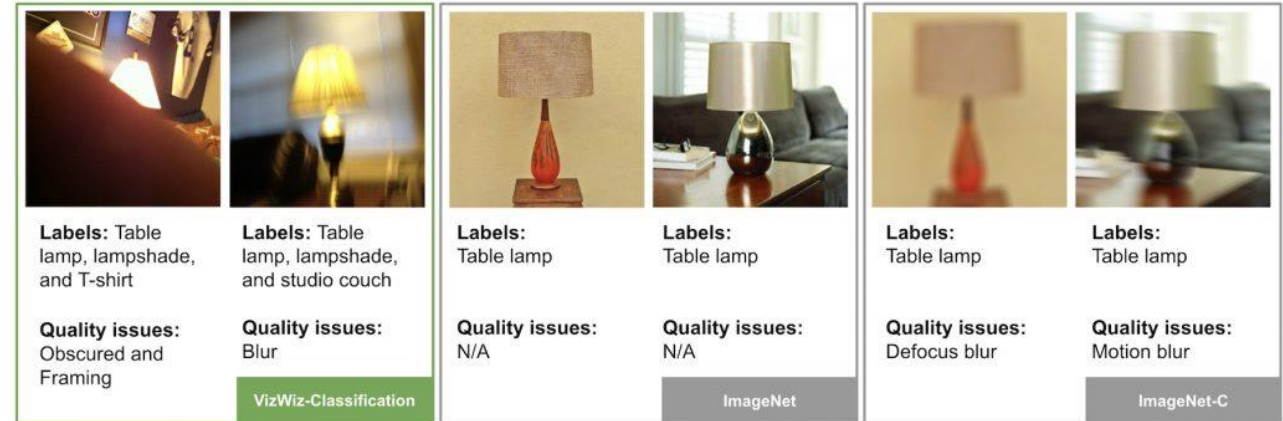 Labels: Table
lamp, lampshade,
and T-shirt
Quality issues:
Obscured and
Framing
Labels: Table
lamp, lampshade,
and studio couch
Quality issues:
Blur
VizWiz-Classification
Labels:
Table lamp
Quality issues:
N/A
Labels:
Table lamp
Quality issues:
N/A
ImageNet
Labels:
Table lamp
Quality issues:
Defocus blur
Labels:
Table lamp
Quality issues:
Motion blur
ImageNet-C